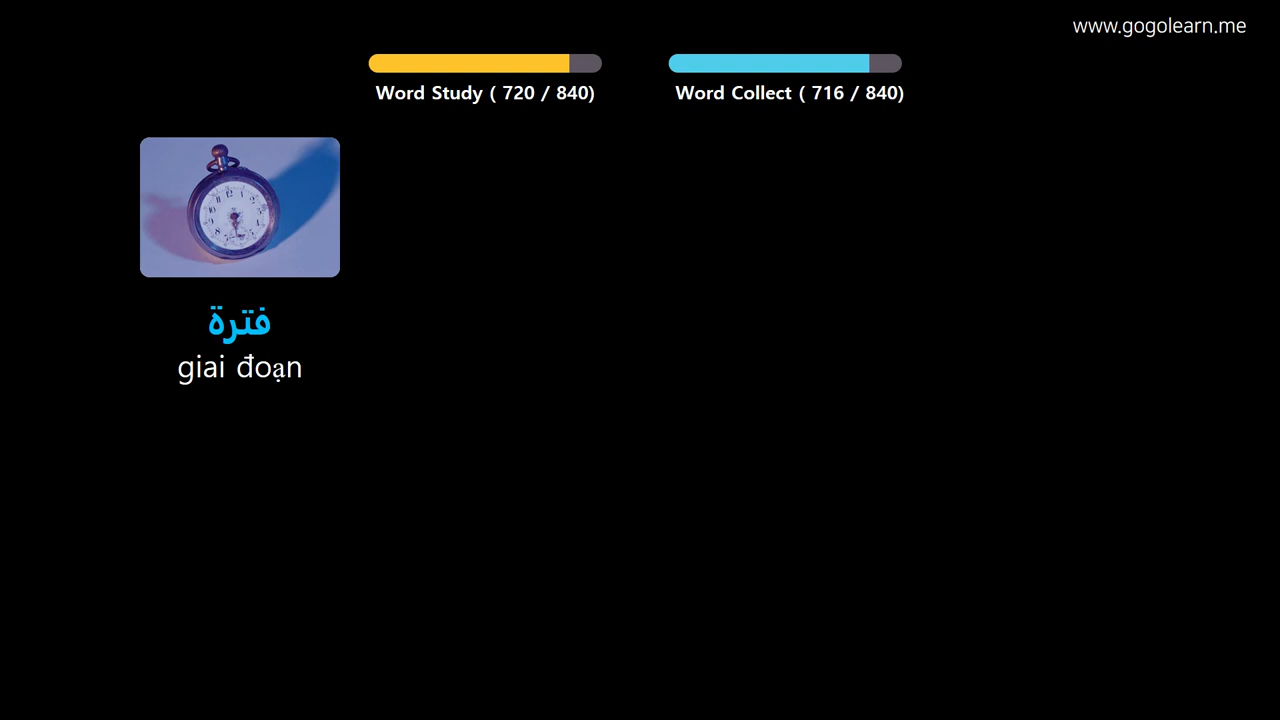 www.gogolearn.me
Word Study ( 720 / 840)
Word Collect ( 716 / 840)
فترة
giai đoạn